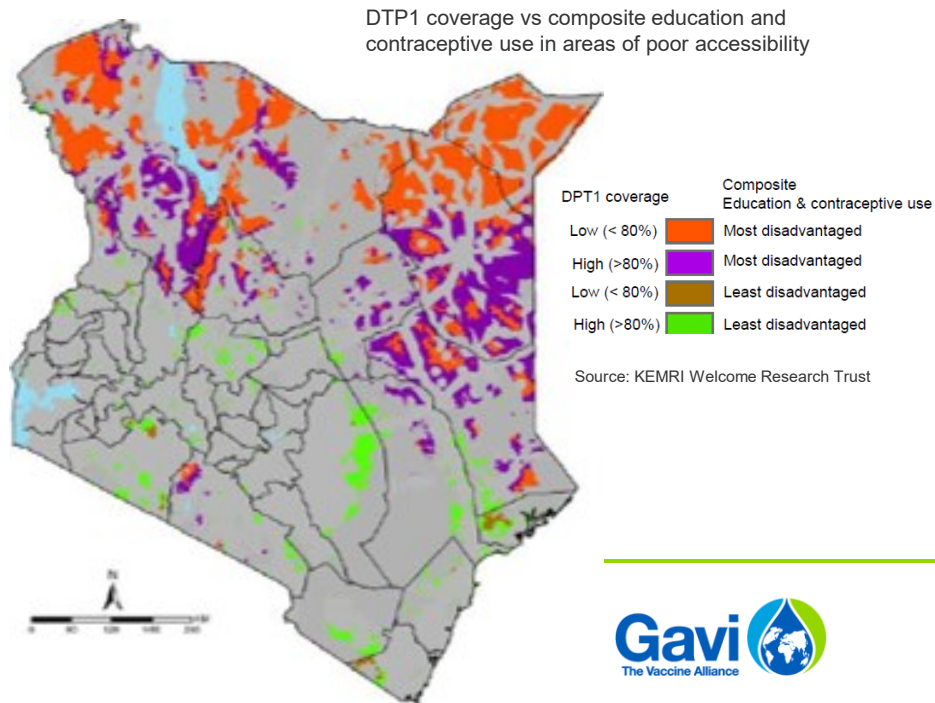 DTP1 coverage vs composite education and
contraceptive use in areas of poor accessibility
DPT1 coverage
Composite
Education & contraceptive use
Low (< 80%) Most disadvantaged
High (>80%) Most disadvantaged
Low (< 80%) Least disadvantaged
High (>80%) Least disadvantaged
Source: KEMRI Welcome Research Trust
N
Gavi
The Vaccine Alliance